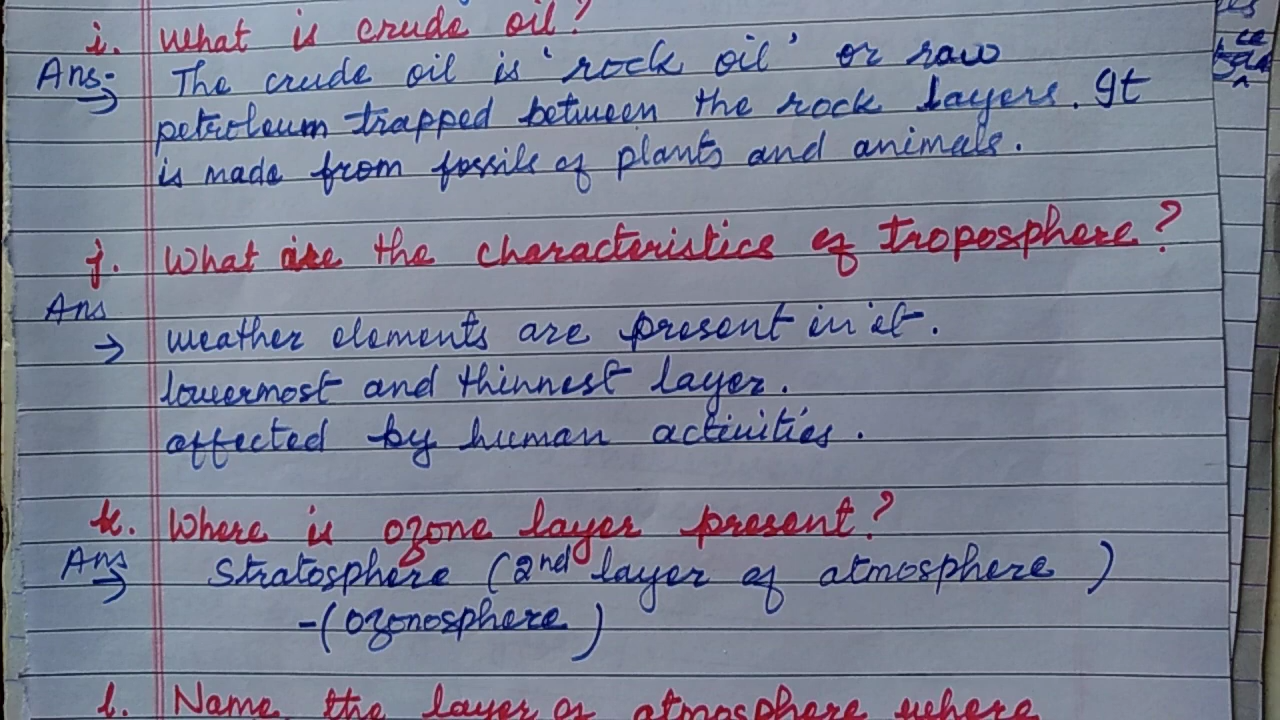 i. What is crude oil?
Ans:- The crude oil is 'rock oil' or raw
→ petroleum trapped between the rock layers. It
is made from fossils of plants and animals.
j. What are the characteristics of troposphere?
Ans
→ weather elements are present in it.
lowermost and thinnest layer.
affected by human activities.
k. Where is ozone layer present?
Ans → Stratosphere (2nd layer of atmosphere)
-(ozonosphere)
l. Name the layer of atmosphere where